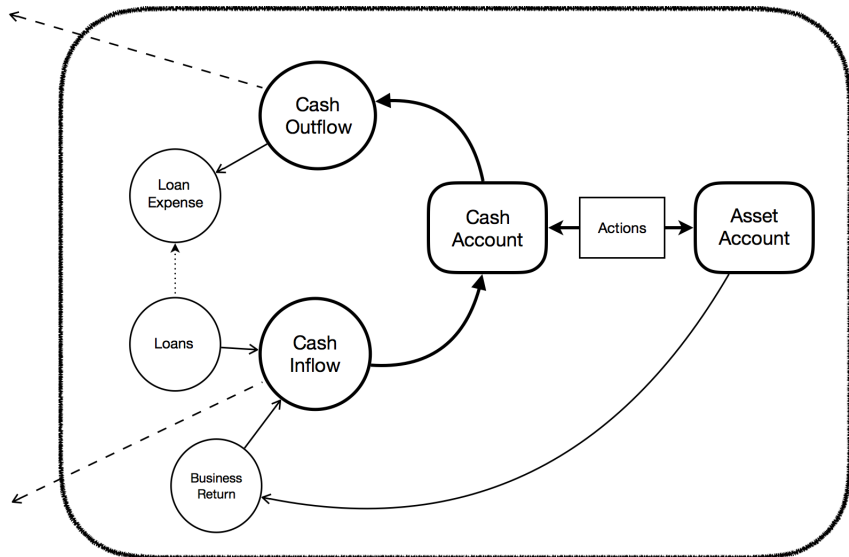 Cash
Outflow
Loan
Expense
Cash
Account
Actions
Asset
Account
Loans
Cash
Inflow
Business
Return